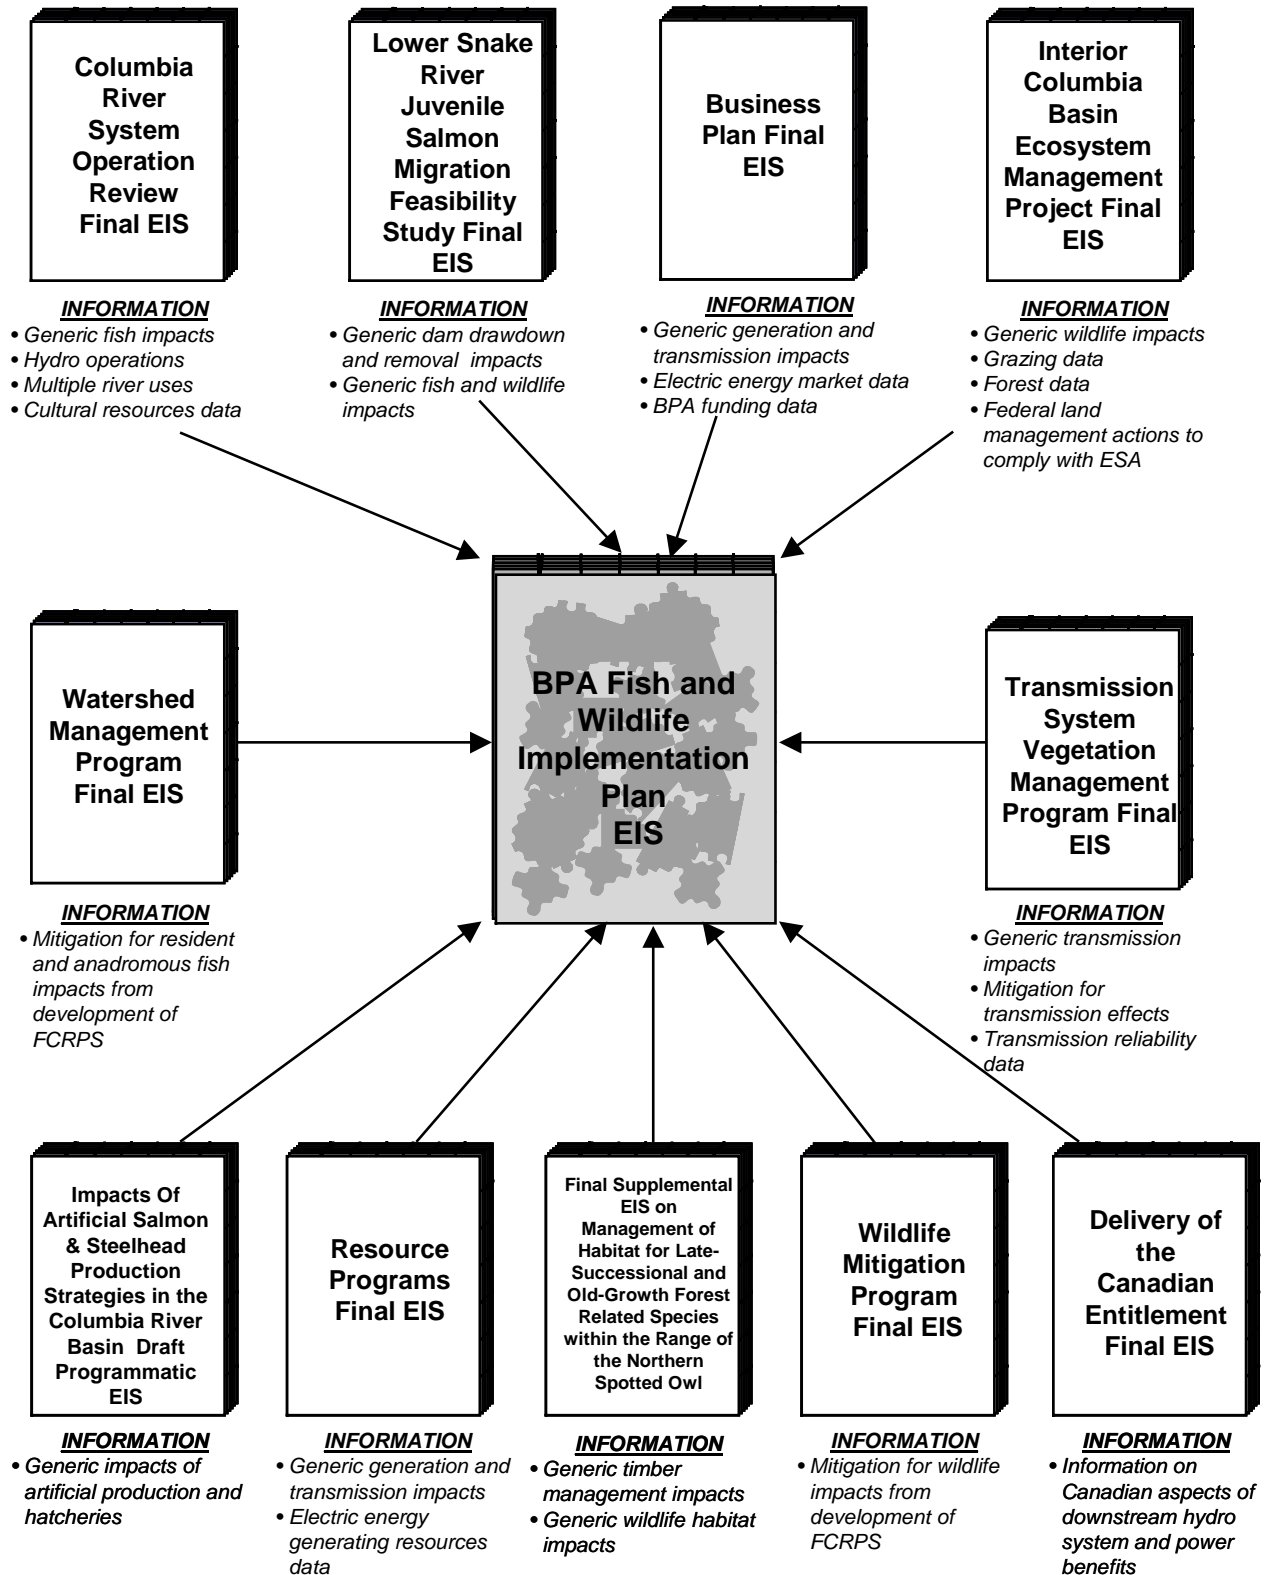 Columbia
River
System
Operation
Review
Final EIS
INFORMATION
• Generic fish impacts
• Hydro operations
• Multiple river uses
• Cultural resources data
Lower Snake
River
Juvenile
Salmon
Migration
Feasibility
Study Final
EIS
INFORMATION
• Generic dam drawdown
and removal impacts
• Generic fish and wildlife
impacts
Business
Plan Final
EIS
INFORMATION
• Generic generation and
transmission impacts
• Electric energy market data
• BPA funding data
Interior
Columbia
Basin
Ecosystem
Management
Project Final
EIS
INFORMATION
• Generic wildlife impacts
• Grazing data
• Forest data
• Federal land
management actions to
comply with ESA
Watershed
Management
Program
Final EIS
INFORMATION
• Mitigation for resident
and anadromous fish
impacts from
development of
FCRPS
BPA Fish and
Wildlife
Implementation
Plan
EIS
Transmission
System
Vegetation
Management
Program Final
EIS
INFORMATION
• Generic transmission
impacts
• Mitigation for
transmission effects
• Transmission reliability
data
Impacts Of
Artificial Salmon
& Steelhead
Production
Strategies in the
Columbia River
Basin Draft
Programmatic
EIS
INFORMATION
• Generic impacts of
artificial production and
hatcheries
Resource
Programs
Final EIS
INFORMATION
• Generic generation and
transmission impacts
• Electric energy
generating resources
data
Final Supplemental
EIS on
Management of
Habitat for Late-
Successional and
Old-Growth Forest
Related Species
within the Range of
the Northern
Spotted Owl
INFORMATION
• Generic timber
management impacts
• Generic wildlife habitat
impacts
Wildlife
Mitigation
Program
Final EIS
INFORMATION
• Mitigation for wildlife
impacts from
development of
FCRPS
Delivery of
the
Canadian
Entitlement
Final EIS
INFORMATION
• Information on
Canadian aspects of
downstream hydro
system and power
benefits